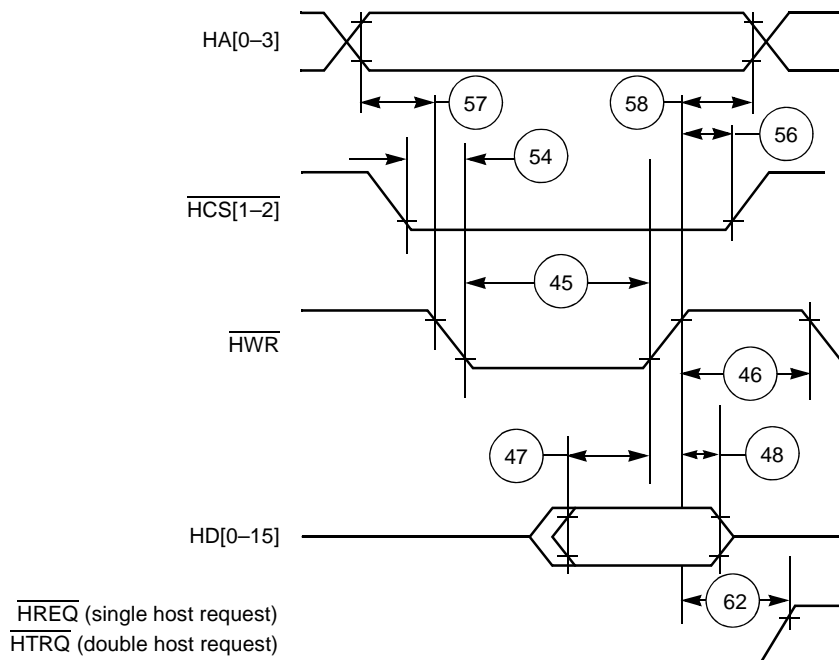 HA[0–3]
57
58
56
54
HCS[1–2]
45
HWR
46
47
48
HD[0–15]
62
HREQ (single host request)
HTRQ (double host request)